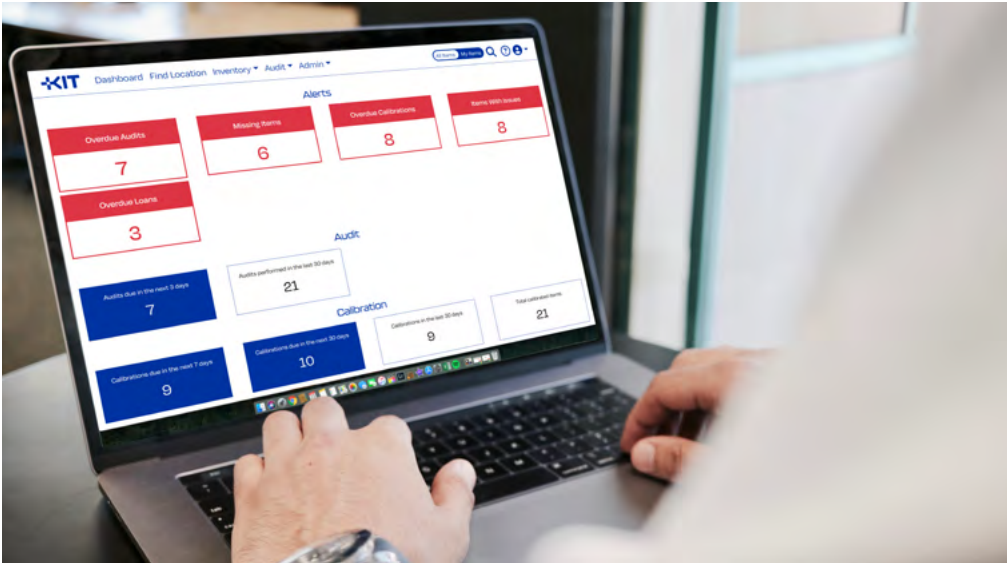 KIT Dashboard Find Location Inventory Audit Admin All Items My Items
Alerts
Overdue Audits
7
Missing Items
6
Overdue Calibrations
8
Items With Issues
8
Overdue Loans
3
Audit
Audits due in the next 3 days
7
Audits performed in the last 30 days
21
Calibration
Calibrations due in the next 7 days
9
Calibrations due in the next 30 days
10
Calibrations in the last 30 days
9
Total calibrated items
21